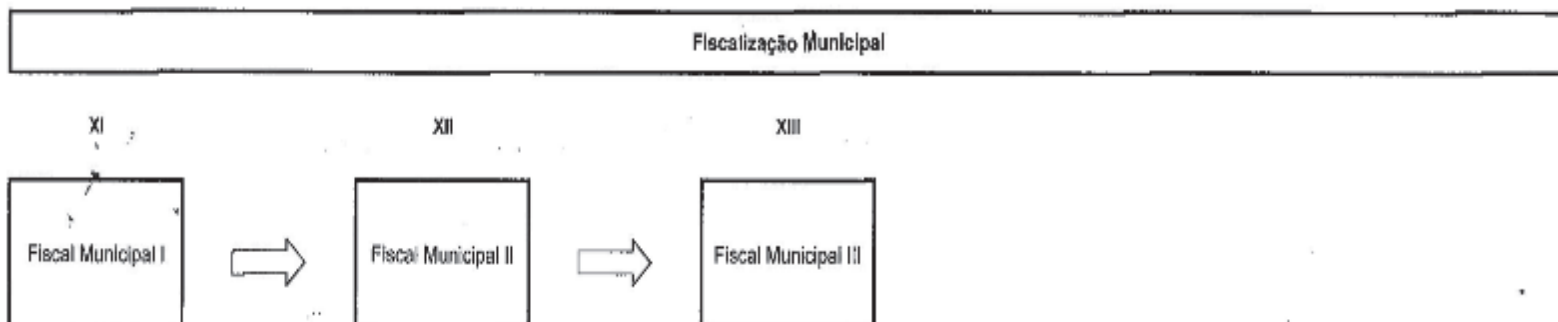 Fiscalização Municipal
XI XII XIII
Fiscal Municipal I Fiscal Municipal II Fiscal Municipal III